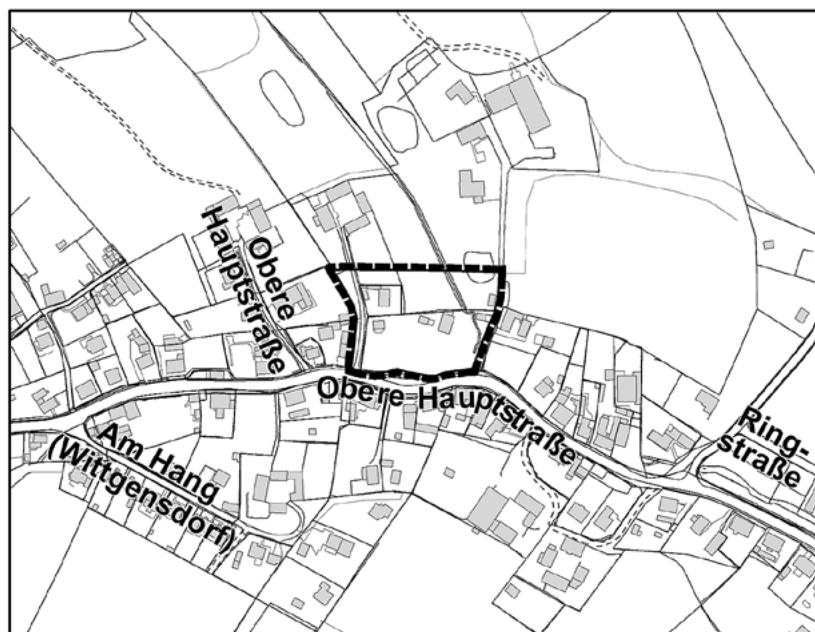 Obere
Hauptstraße
Obere Hauptstraße
Ring-
straße
Am Hang
(Wittgensdorf)